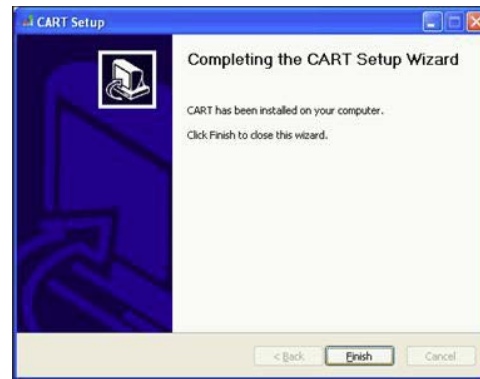 CART Setup
Completing the CART Setup Wizard
CART has been installed on your computer.
Click Finish to close this wizard.
< Back
Finish
Cancel